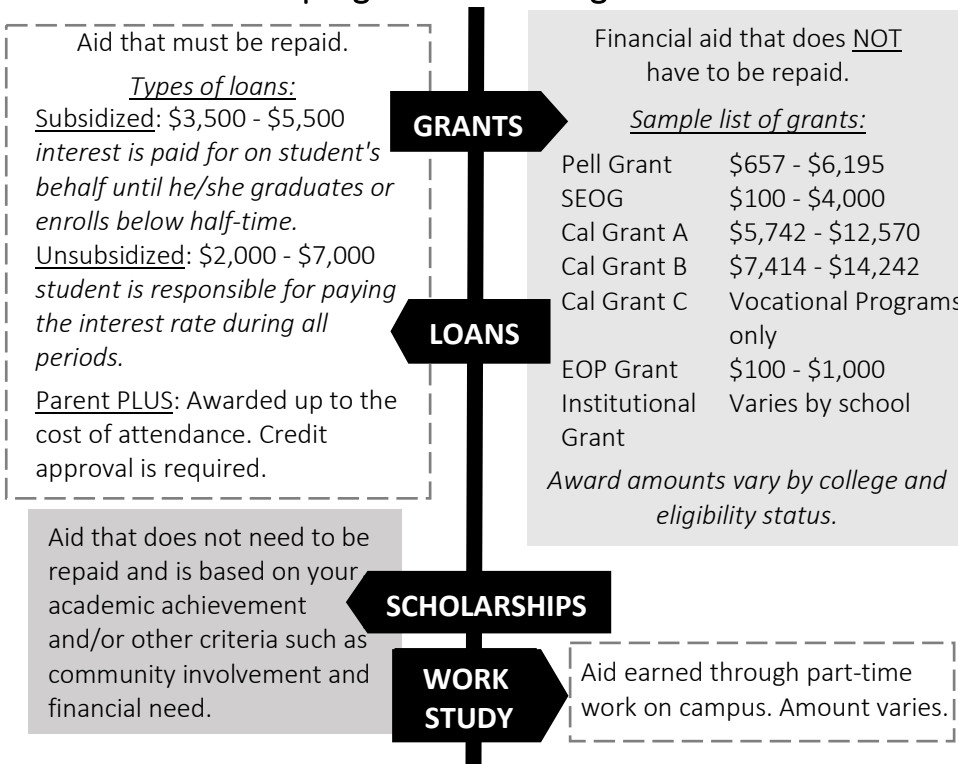 Aid that must be repaid.
Types of loans:
Subsidized: $3,500 - $5,500
interest is paid for on student's
behalf until he/she graduates or
enrolls below half-time.
Unsubsidized: $2,000 - $7,000
student is responsible for paying
the interest rate during all
periods.
Parent PLUS: Awarded up to the
cost of attendance. Credit
approval is required.
GRANTS
Financial aid that does NOT
have to be repaid.
Sample list of grants:
Pell Grant $657 - $6,195
SEOG $100 - $4,000
Cal Grant A $5,742 - $12,570
Cal Grant B $7,414 - $14,242
Cal Grant C Vocational Programs
only
EOP Grant $100 - $1,000
Institutional Varies by school
Grant
Award amounts vary by college and
eligibility status.
LOANS
Aid that does not need to be
repaid and is based on your
academic achievement
and/or other criteria such as
community involvement and
financial need.
SCHOLARSHIPS
WORK
STUDY
Aid earned through part-time
work on campus. Amount varies.